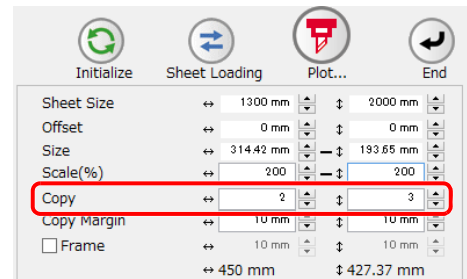 Initialize Sheet Loading Plot... End
Sheet Size ↔ 1300 mm ↕ 2000 mm
Offset ↔ 0 mm ↕ 0 mm
Size ↔ 314.42 mm ↕ 193.65 mm
Scale(%) ↔ 200 ↕ 200
Copy ↔ 2 ↕ 3
Copy Margin ↔ 10 mm ↕ 10 mm
Frame ↔ 10 mm ↕ 10 mm
↔ 450 mm ↕ 427.37 mm